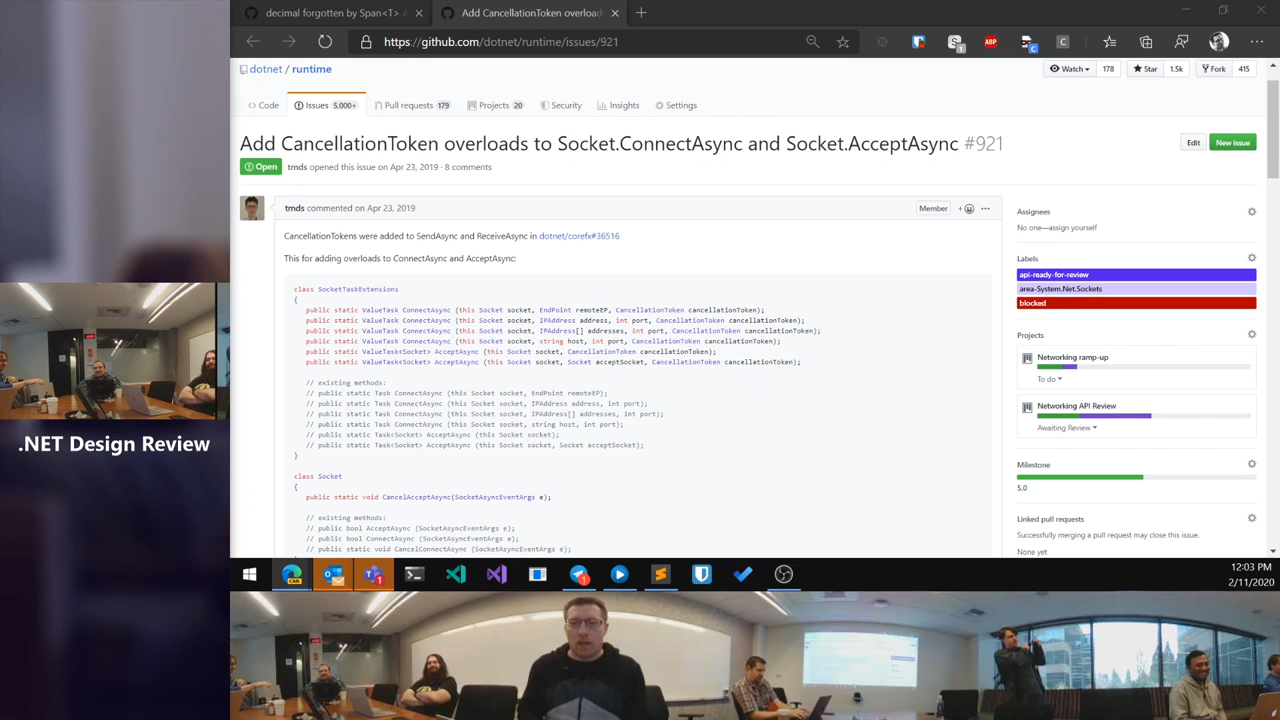 decimal forgotten by Span<T> A
Add CancellationToken overload
https://github.com/dotnet/runtime/issues/921
dotnet / runtime
Watch 178 Star 1.5k Fork 415
Code Issues 5,000+ Pull requests 179 Projects 20 Security Insights Settings
Add CancellationToken overloads to Socket.ConnectAsync and Socket.AcceptAsync #921
Edit New issue
Open tmds opened this issue on Apr 23, 2019 · 8 comments
tmds commented on Apr 23, 2019
Member
CancellationTokens were added to SendAsync and ReceiveAsync in dotnet/corefx#36516
This for adding overloads to ConnectAsync and AcceptAsync:
class SocketTaskExtensions
{
public static ValueTask ConnectAsync (this Socket socket, EndPoint remoteEP, CancellationToken cancellationToken);
public static ValueTask ConnectAsync (this Socket socket, IPAddress address, int port, CancellationToken cancellationToken);
public static ValueTask ConnectAsync (this Socket socket, IPAddress[] addresses, int port, CancellationToken cancellationToken);
public static ValueTask ConnectAsync (this Socket socket, string host, int port, CancellationToken cancellationToken);
public static ValueTask<Socket> AcceptAsync (this Socket socket, CancellationToken cancellationToken);
public static ValueTask<Socket> AcceptAsync (this Socket socket, Socket acceptSocket, CancellationToken cancellationToken);
// existing methods:
// public static Task ConnectAsync (this Socket socket, EndPoint remoteEP);
// public static Task ConnectAsync (this Socket socket, IPAddress address, int port);
// public static Task ConnectAsync (this Socket socket, IPAddress[] addresses, int port);
// public static Task ConnectAsync (this Socket socket, string host, int port);
// public static Task<Socket> AcceptAsync (this Socket socket);
// public static Task<Socket> AcceptAsync (this Socket socket, Socket acceptSocket);
}
class Socket
{
public static void CancelAcceptAsync(SocketAsyncEventArgs e);
// existing methods:
// public bool AcceptAsync (SocketAsyncEventArgs e);
// public bool ConnectAsync (SocketAsyncEventArgs e);
// public static void CancelConnectAsync (SocketAsyncEventArgs e);
Assignees
No one—assign yourself
Labels
api-ready-for-review
area-System.Net.Sockets
blocked
Projects
Networking ramp-up
To do
Networking API Review
Awaiting Review
Milestone
5.0
Linked pull requests
Successfully merging a pull request may close this issue.
None yet
.NET Design Review
12:03 PM
2/11/2020